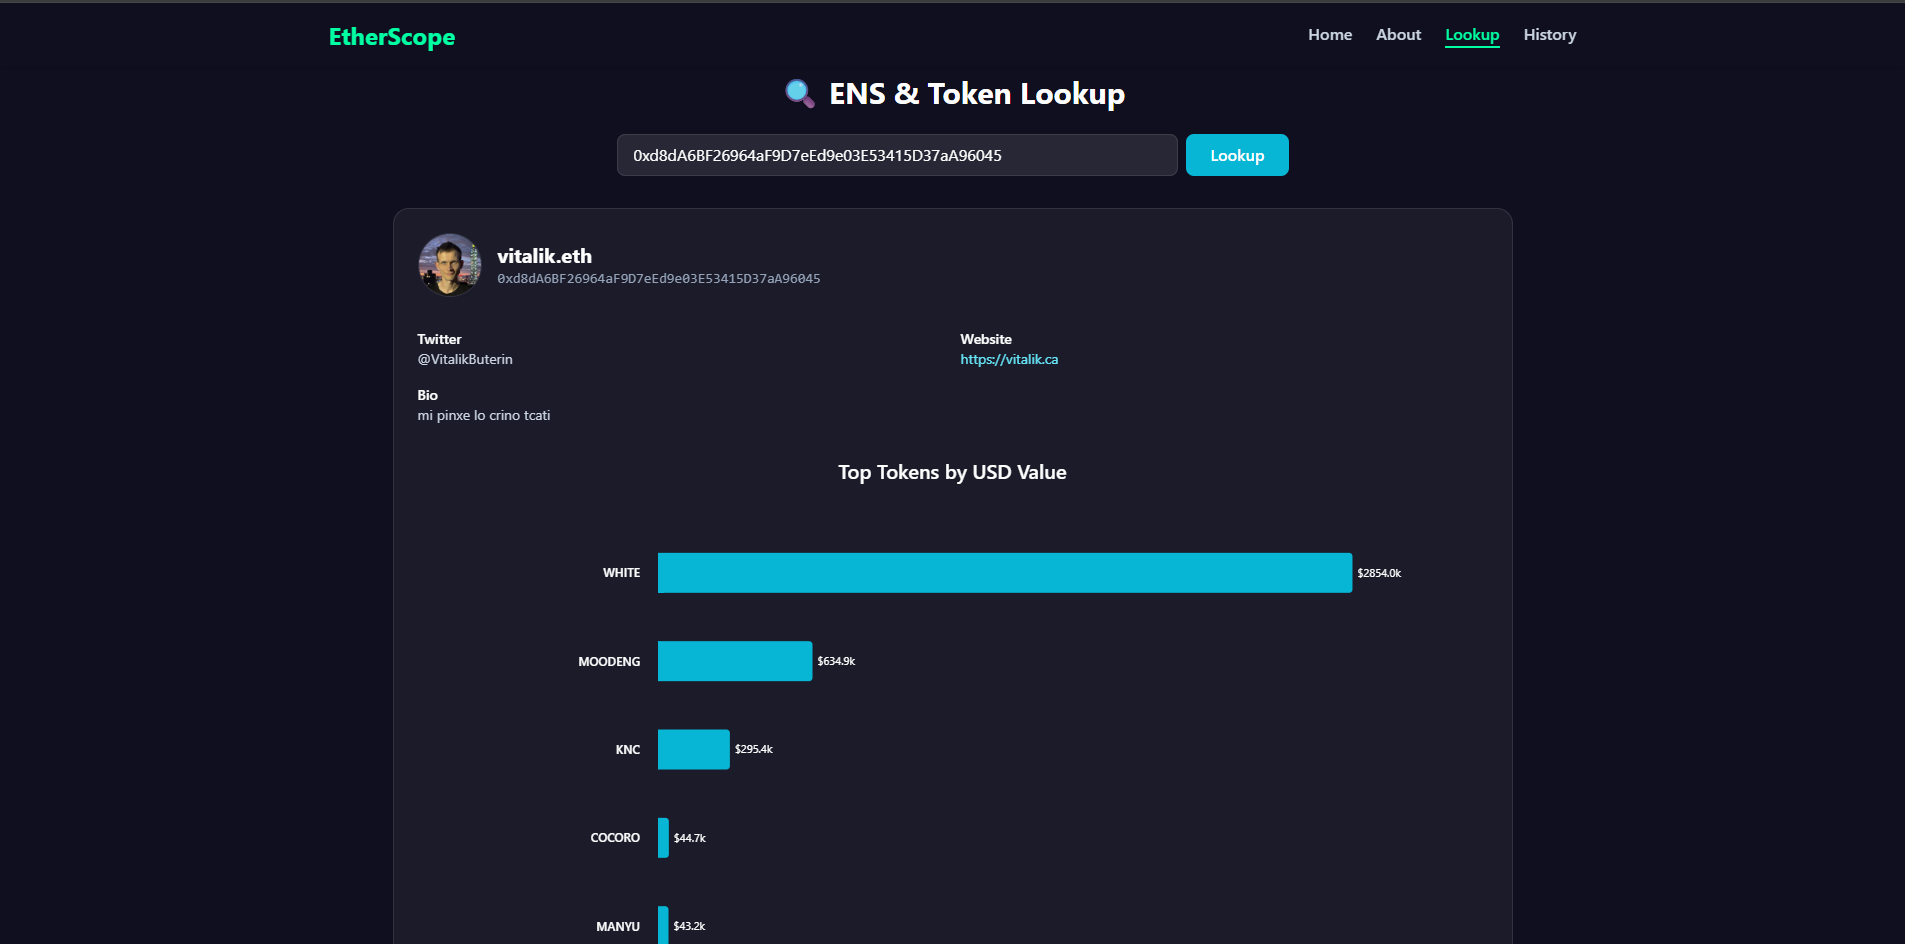 EtherScope
Home About Lookup History
ENS & Token Lookup
0xd8dA6BF26964aF9D7eEd9e03E53415D37aA96045 Lookup
vitalik.eth
0xd8dA6BF26964aF9D7eEd9e03E53415D37aA96045
Twitter
@VitalikButerin
Website
https://vitalik.ca
Bio
mi pinxe lo crino tcati
Top Tokens by USD Value
WHITE $2854.0k
MOODENG $634.9k
KNC $295.4k
COCORO $44.7k
MANYU $43.2k